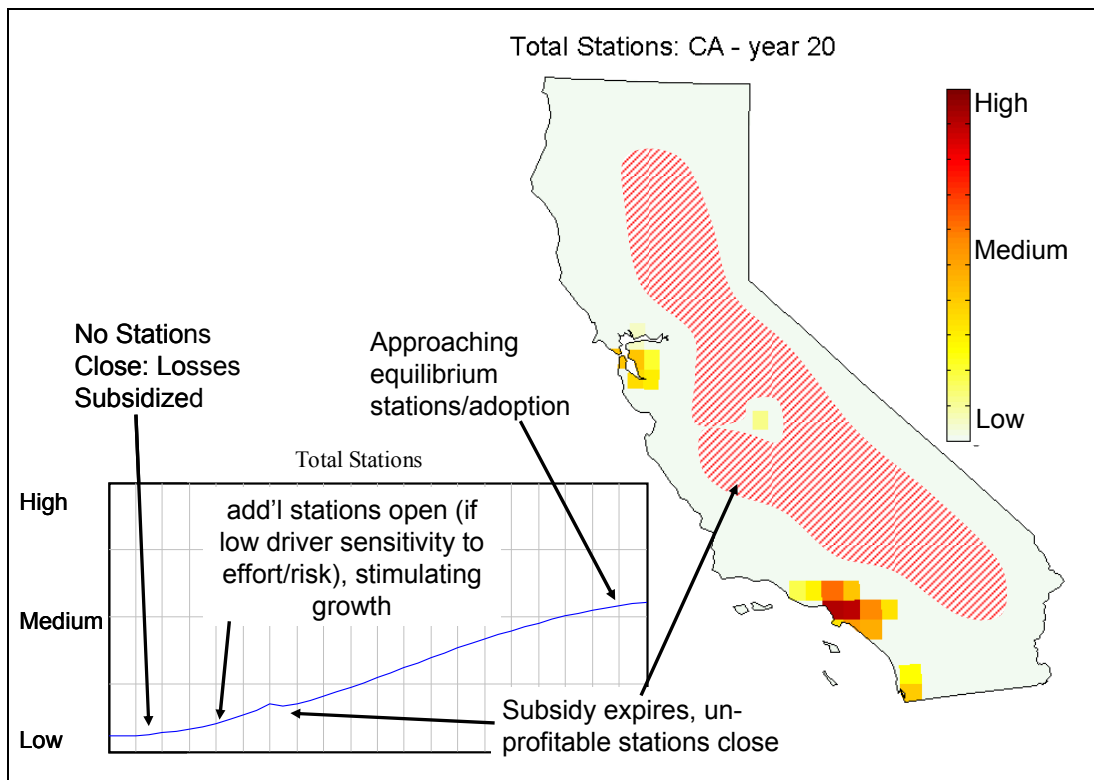 Total Stations: CA - year 20
High
Medium
Low
No Stations
Close: Losses
Subsidized
Approaching
equilibrium
stations/adoption
Total Stations
High
Medium
Low
add'l stations open (if
low driver sensitivity to
effort/risk), stimulating
growth
Subsidy expires, un-
profitable stations close